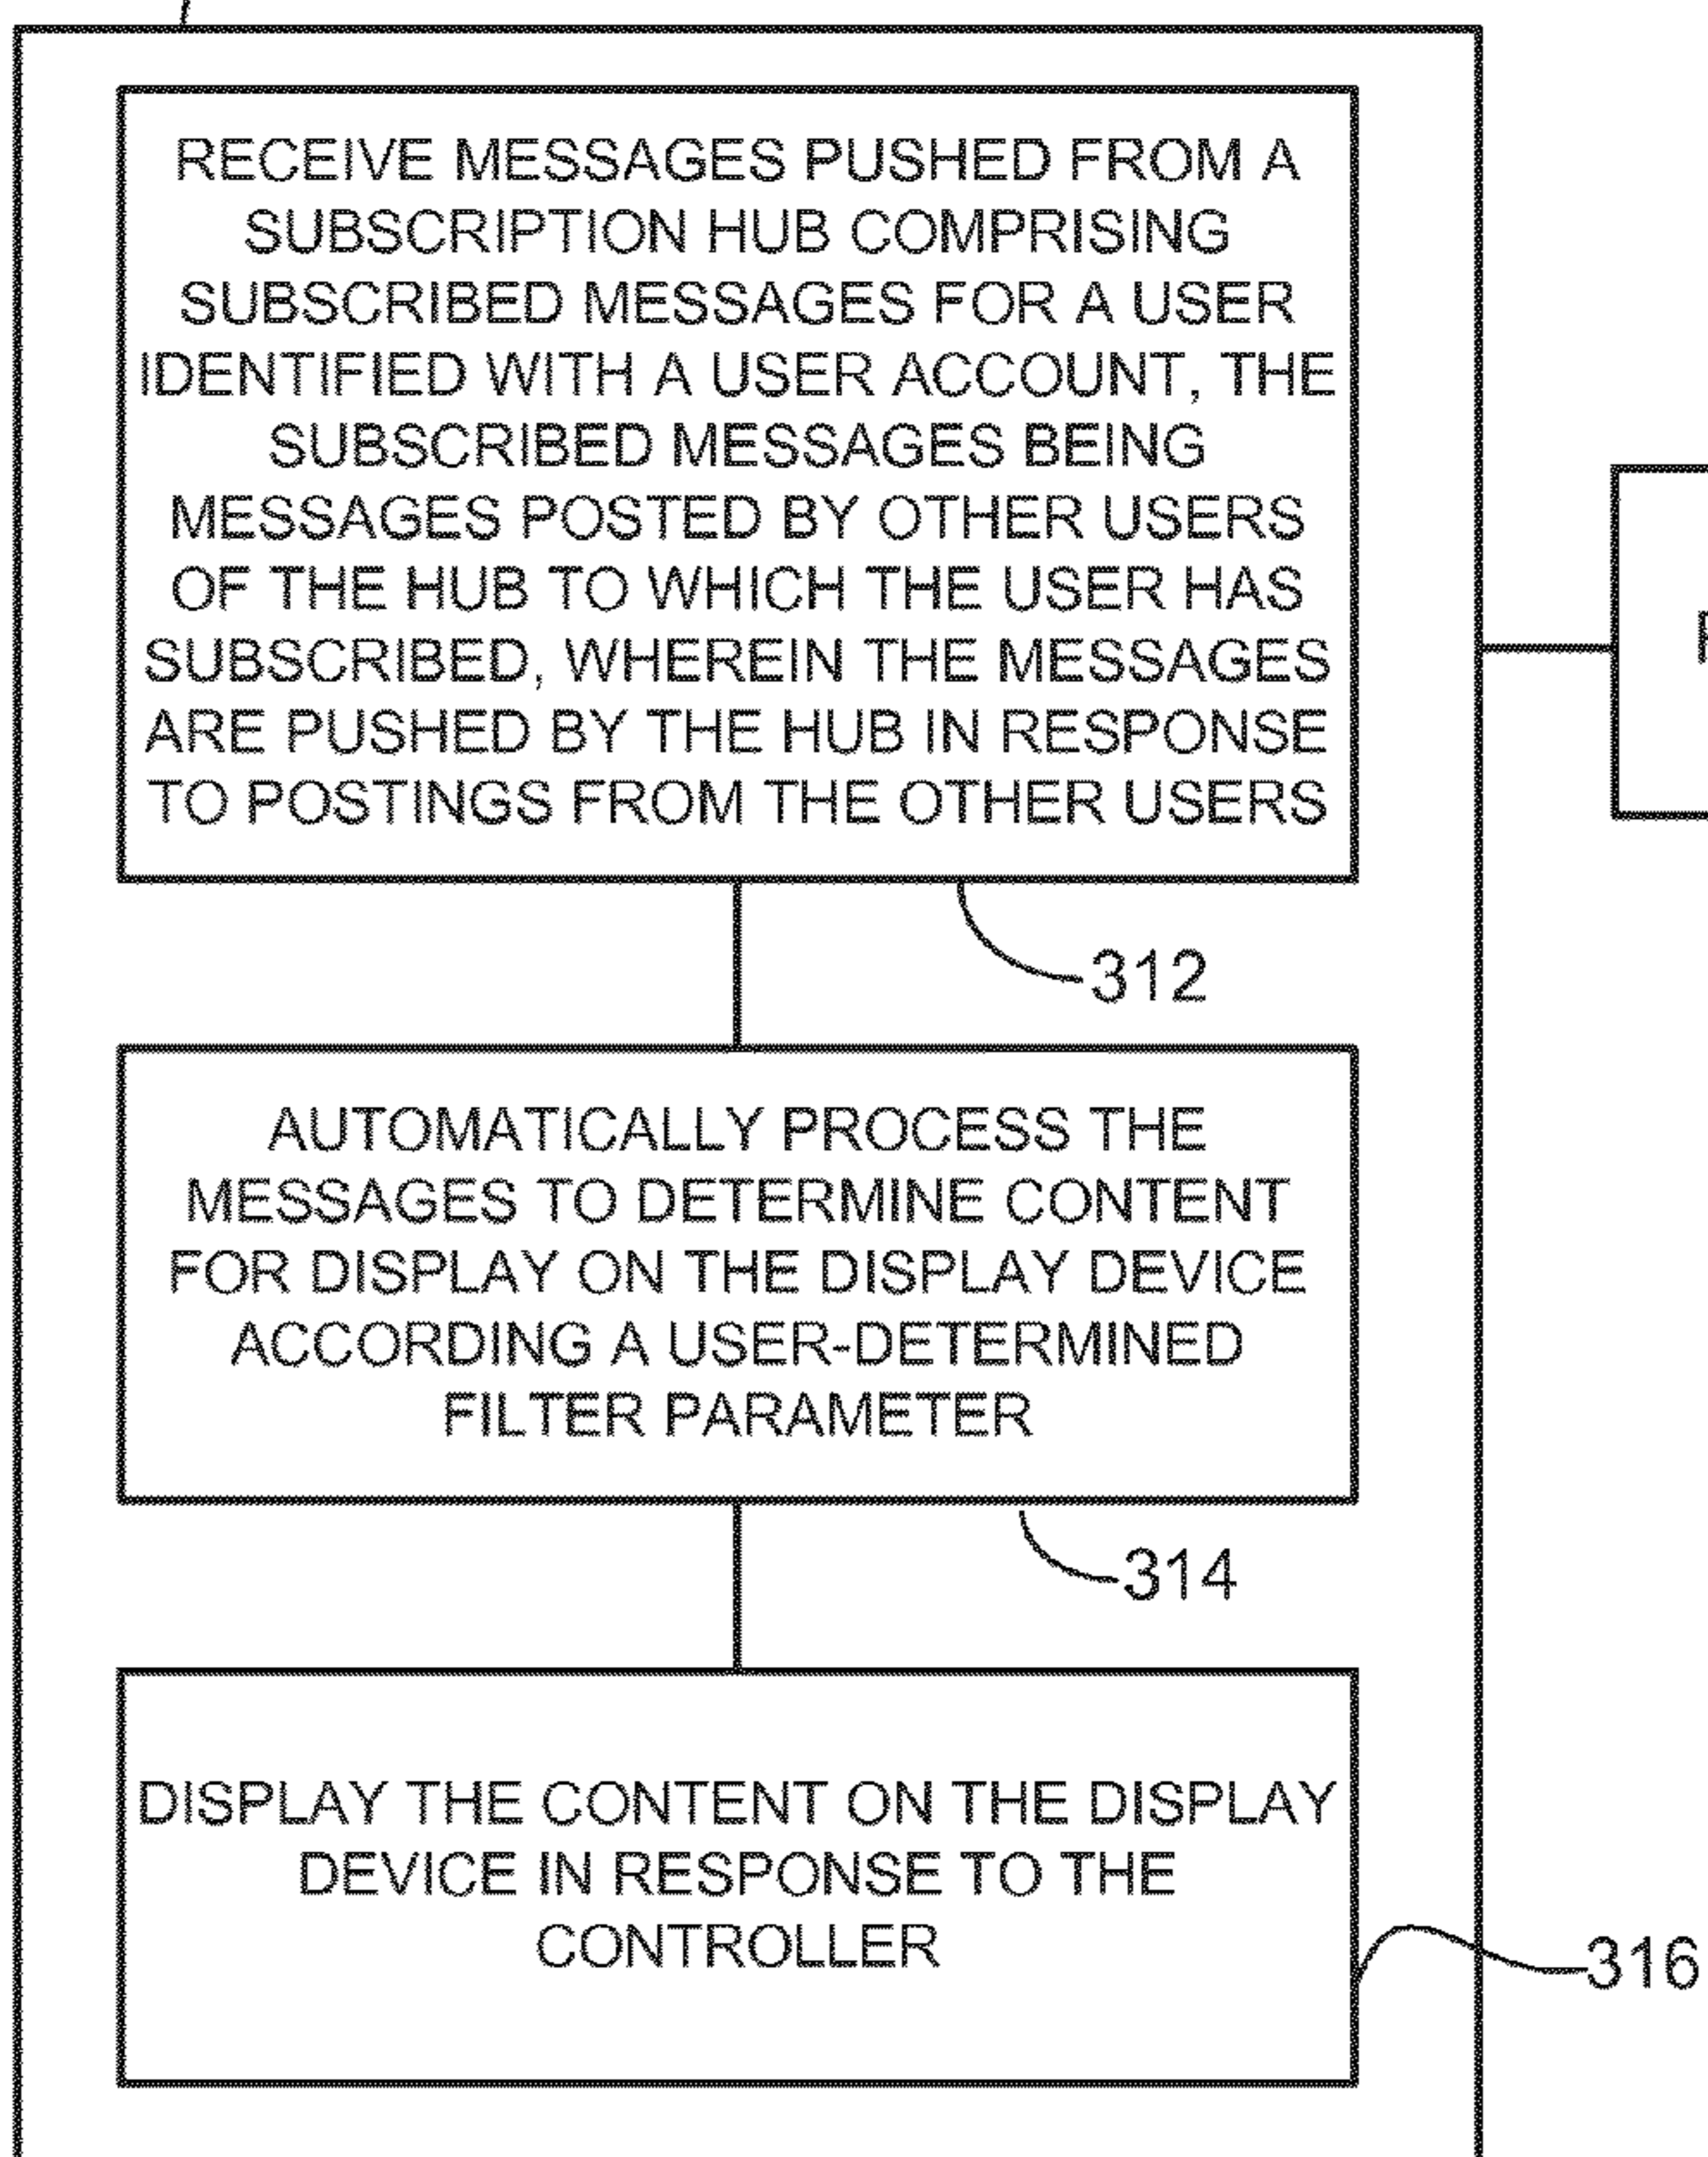 RECEIVE MESSAGES PUSHED FROM A
SUBSCRIPTION HUB COMPRISING
SUBSCRIBED MESSAGES FOR A USER
IDENTIFIED WITH A USER ACCOUNT, THE
SUBSCRIBED MESSAGES BEING
MESSAGES POSTED BY OTHER USERS
OF THE HUB TO WHICH THE USER HAS
SUBSCRIBED, WHEREIN THE MESSAGES
ARE PUSHED BY THE HUB IN RESPONSE
TO POSTINGS FROM THE OTHER USERS
312
AUTOMATICALLY PROCESS THE
MESSAGES TO DETERMINE CONTENT
FOR DISPLAY ON THE DISPLAY DEVICE
ACCORDING A USER-DETERMINED
FILTER PARAMETER
314
DISPLAY THE CONTENT ON THE DISPLAY
DEVICE IN RESPONSE TO THE
CONTROLLER
316